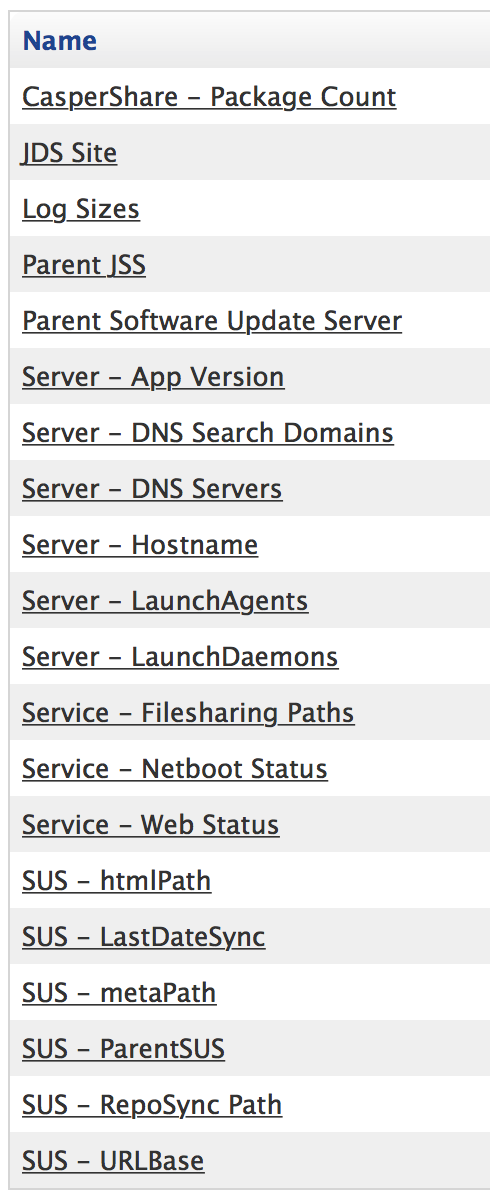 Name
CasperShare – Package Count
JDS Site
Log Sizes
Parent JSS
Parent Software Update Server
Server – App Version
Server – DNS Search Domains
Server – DNS Servers
Server – Hostname
Server – LaunchAgents
Server – LaunchDaemons
Service – Filesharing Paths
Service – Netboot Status
Service – Web Status
SUS – htmlPath
SUS – LastDateSync
SUS – metaPath
SUS – ParentSUS
SUS – RepoSync Path
SUS – URLBase